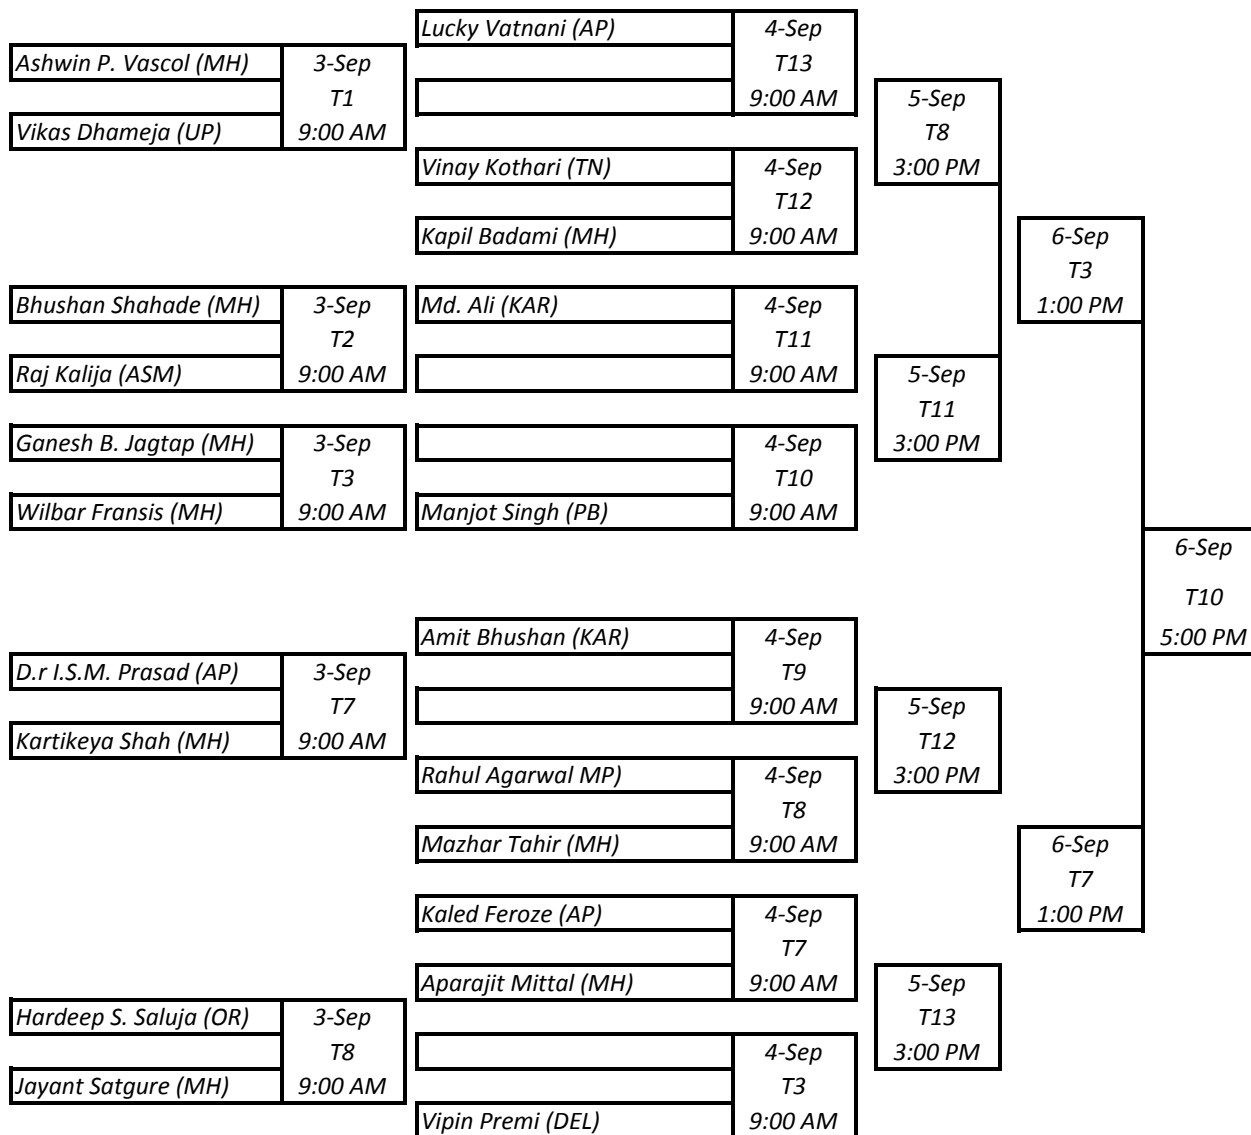 Lucky Vatnani (AP) 4-Sep
Ashwin P. Vascol (MH) 3-Sep T13
T1 9:00 AM 5-Sep
Vikas Dhameja (UP) 9:00 AM T8
Vinay Kothari (TN) 4-Sep 3:00 PM
T12
Kapil Badami (MH) 9:00 AM 6-Sep
T3
Bhushan Shahade (MH) 3-Sep Md. Ali (KAR) 4-Sep 1:00 PM
T2 T11
Raj Kalija (ASM) 9:00 AM 9:00 AM 5-Sep
T11
Ganesh B. Jagtap (MH) 3-Sep 4-Sep 3:00 PM
T3 T10
Wilbar Fransis (MH) 9:00 AM Manjot Singh (PB) 9:00 AM
6-Sep
T10
Amit Bhushan (KAR) 4-Sep 5:00 PM
D.r I.S.M. Prasad (AP) 3-Sep T9
T7 9:00 AM 5-Sep
Kartikeya Shah (MH) 9:00 AM T12
Rahul Agarwal MP) 4-Sep 3:00 PM
T8
Mazhar Tahir (MH) 9:00 AM 6-Sep
T7
Kaled Feroze (AP) 4-Sep 1:00 PM
T7
Aparajit Mittal (MH) 9:00 AM 5-Sep
Hardeep S. Saluja (OR) 3-Sep T13
T8 4-Sep 3:00 PM
Jayant Satgure (MH) 9:00 AM T3
Vipin Premi (DEL) 9:00 AM